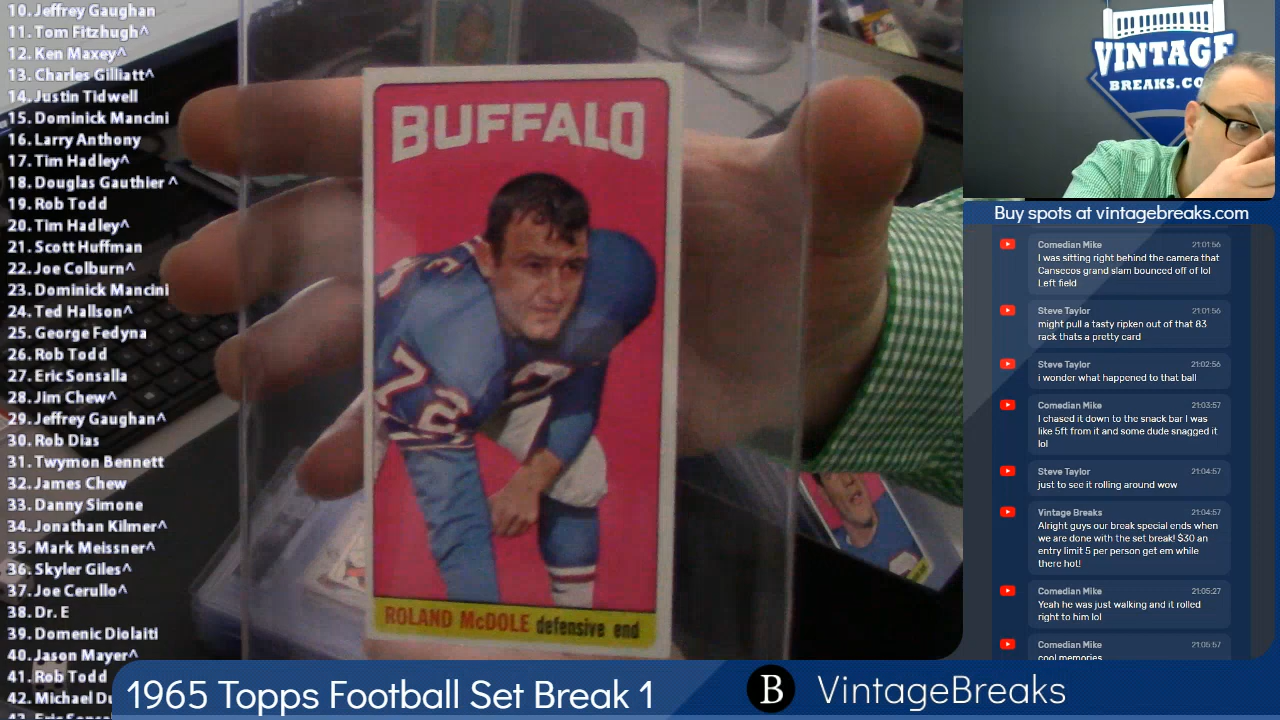 10. Jeffrey Gaughan
11. Tom Fitzhugh^
12. Ken Maxey^
13. Charles Gilliatt^
14. Justin Tidwell
15. Dominick Mancini
16. Larry Anthony
17. Tim Hadley^
18. Douglas Gauthier ^
19. Rob Todd
20. Tim Hadley^
21. Scott Huffman
22. Joe Colburn^
23. Dominick Mancini
24. Ted Hallson^
25. George Fedyna
26. Rob Todd
27. Eric Sonsalla
28. Jim Chew^
29. Jeffrey Gaughan^
30. Rob Dias
31. Twymon Bennett
32. James Chew
33. Danny Simone
34. Jonathan Kilmer^
35. Mark Meissner^
36. Skyler Giles^
37. Joe Cerullo^
38. Dr. E
39. Domenic Diolaiti
40. Jason Mayer^
41. Rob Todd
42. Michael
BUFFALO
72
ROLAND McDOLE defensive end
VINTAGE
BREAKS.CO
Buy spots at vintagebreaks.com
Comedian Mike 21:01:56
I was sitting right behind the camera that
Cansecos grand slam bounced off of lol
Left field
Steve Taylor 21:01:56
might pull a tasty ripken out of that 83
rack thats a pretty card
Steve Taylor 21:02:56
i wonder what happened to that ball
Comedian Mike 21:03:57
I chased it down to the snack bar I was
like 5ft from it and some dude snagged it
lol
Steve Taylor 21:04:57
just to see it rolling around wow
Vintage Breaks 21:04:57
Alright guys our break special ends when
we are done with the set break! $30 an
entry limit 5 per person get em while
there hot!
Comedian Mike 21:05:27
Yeah he was just walking and it rolled
right to him lol
Comedian Mike 21:05:57
cool memories
1965 Topps Football Set Break 1
B VintageBreaks